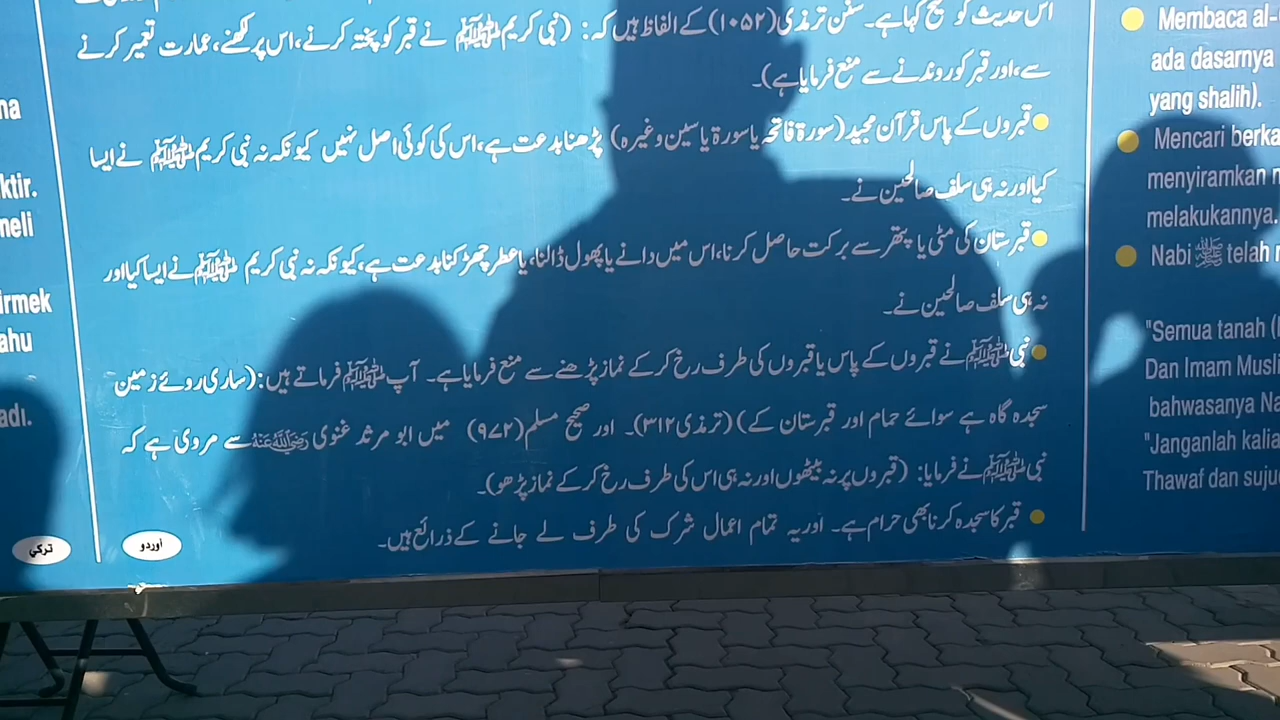 اس حدیث کو صحیح کہا ہے۔ سنن ترمذی (۱۰۵۲) کے الفاظ ہیں کہ: (نبی کریم ﷺ نے قبر کو پختہ کرنے، اس پر لکھنے، عمارت تعمیر کرنے
سے، اور قبر کو روندنے سے منع فرمایا ہے)۔
قبروں کے پاس قرآن مجید (سورۃ فاتحہ یا سورۃ یاسین وغیرہ) پڑھنا بدعت ہے، اس کی کوئی اصل نہیں کیونکہ نہ نبی کریم ﷺ نے ایسا
کیا اور نہ ہی سلف صالحین نے۔
قبرستان کی مٹی یا پتھر سے برکت حاصل کرنا، اس میں دانے یا پھول ڈالنا، یا عطر چھڑکنا بدعت ہے، کیونکہ نہ نبی کریم ﷺ نے ایسا کیا اور
نہ ہی سلف صالحین نے۔
نبی ﷺ نے قبروں کے پاس یا قبروں کی طرف رخ کر کے نماز پڑھنے سے منع فرمایا ہے۔ آپ ﷺ فرماتے ہیں: (ساری روئے زمین
سجدہ گاہ ہے سوائے حمام اور قبرستان کے) (ترمذی ۳۱۲)۔ اور صحیح مسلم (۹۷۲) میں ابو مرثد غنوی رضی اللہ عنہ سے مروی ہے کہ
نبی ﷺ نے فرمایا: (قبروں پر نہ بیٹھوں اور نہ ہی اس کی طرف رخ کر کے نماز پڑھو)۔
قبر کا سجدہ کرنا بھی حرام ہے۔ اور یہ تمام اعمال شرک کی طرف لے جانے کے ذرائع ہیں۔
اوردو
ktir.
meli
irmek
ahu
adı.
تركي
Membaca al-
ada dasarnya
yang shalih).
Mencari berka
menyiramkan
melakukannya.
Nabi ﷺ telah
"Semua tanah
Dan Imam Musli
bahwasanya Na
"Janganlah kalia
Thawaf dan suju